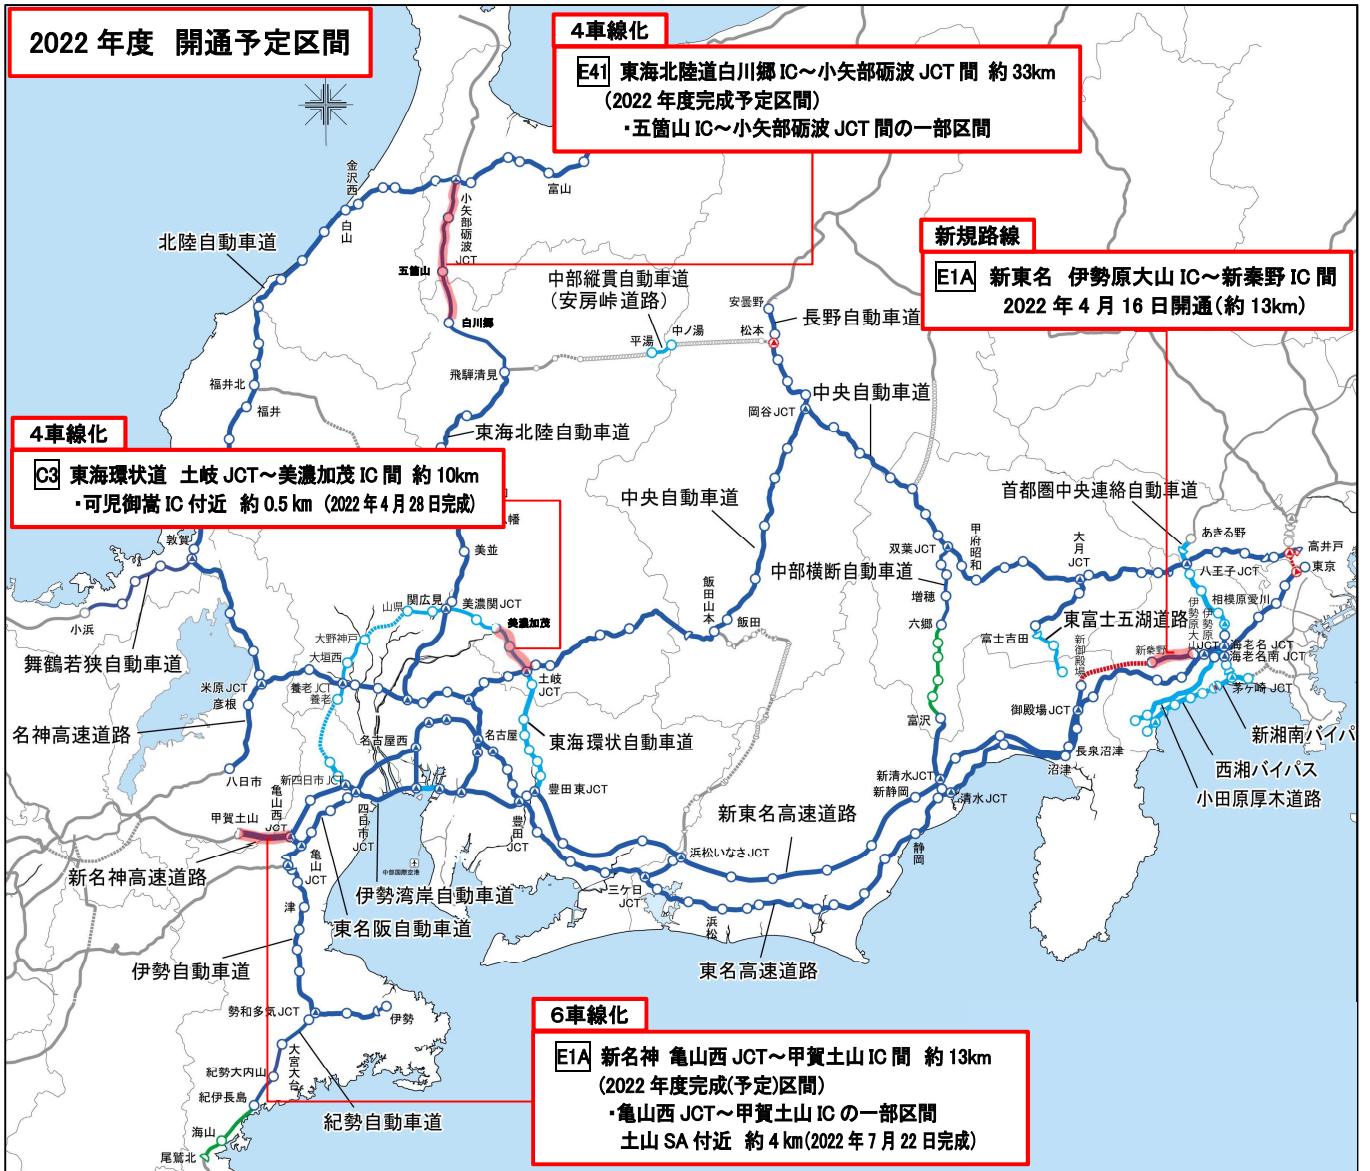 2022 年度 開通予定区間
4車線化
E41 東海北陸道白川郷 IC～小矢部砺波 JCT 間 約 33km
(2022 年度完成予定区間)
・五箇山 IC～小矢部砺波 JCT 間の一部区間
新規路線
E1A 新東名 伊勢原大山 IC～新秦野 IC 間
2022 年 4 月 16 日開通(約 13km)
4車線化
C3 東海環状道 土岐 JCT～美濃加茂 IC 間 約 10km
・可児御嵩 IC 付近 約 0.5 km (2022 年 4 月 28 日完成)
6車線化
E1A 新名神 亀山西 JCT～甲賀土山 IC 間 約 13km
(2022 年度完成(予定)区間)
・亀山西 JCT～甲賀土山 IC の一部区間
土山 SA 付近 約 4 km(2022 年 7 月 22 日完成)
金沢西
白山
富山
小矢部砺波JCT
北陸自動車道
五箇山
白川郷
中部縦貫自動車道
(安房峠道路)
平湯
中ノ湯
松本
安曇野
長野自動車道
飛騨清見
福井北
福井
岡谷JCT
中央自動車道
東海北陸自動車道
八幡
美並
中央自動車道
首都圏中央連絡自動車道
あきる野
敦賀
小浜
舞鶴若狭自動車道
双葉JCT
甲府昭和
大月JCT
高井戸
東京
八王子JCT
中部横断自動車道
増穂
六郷
相模原愛川
山県
関広見
美濃関JCT
美濃加茂
大野神戸
大垣西
飯田山本
飯田
富士吉田
東富士五湖道路
新御殿場
新秦野
伊勢原大山
伊勢原JCT
海老名JCT
海老名南JCT
茅ヶ崎JCT
米原JCT
彦根
養老JCT
養老
土岐JCT
富沢
御殿場JCT
名神高速道路
名古屋西
名古屋
東海環状自動車道
長泉沼津
沼津
新湘南バイパ
西湘バイパス
小田原厚木道路
八日市
新四日市JCT
亀山西JCT
豊田東JCT
新清水JCT
新静岡
清水JCT
甲賀土山
四日市JCT
豊田JCT
新東名高速道路
静岡
新名神高速道路
亀山JCT
中部国際空港
浜松いなさJCT
伊勢湾岸自動車道
三ケ日JCT
津
東名阪自動車道
浜松
伊勢自動車道
東名高速道路
勢和多気JCT
伊勢
大宮大台
紀勢大内山
紀伊長島
紀勢自動車道
海山
尾鷲北